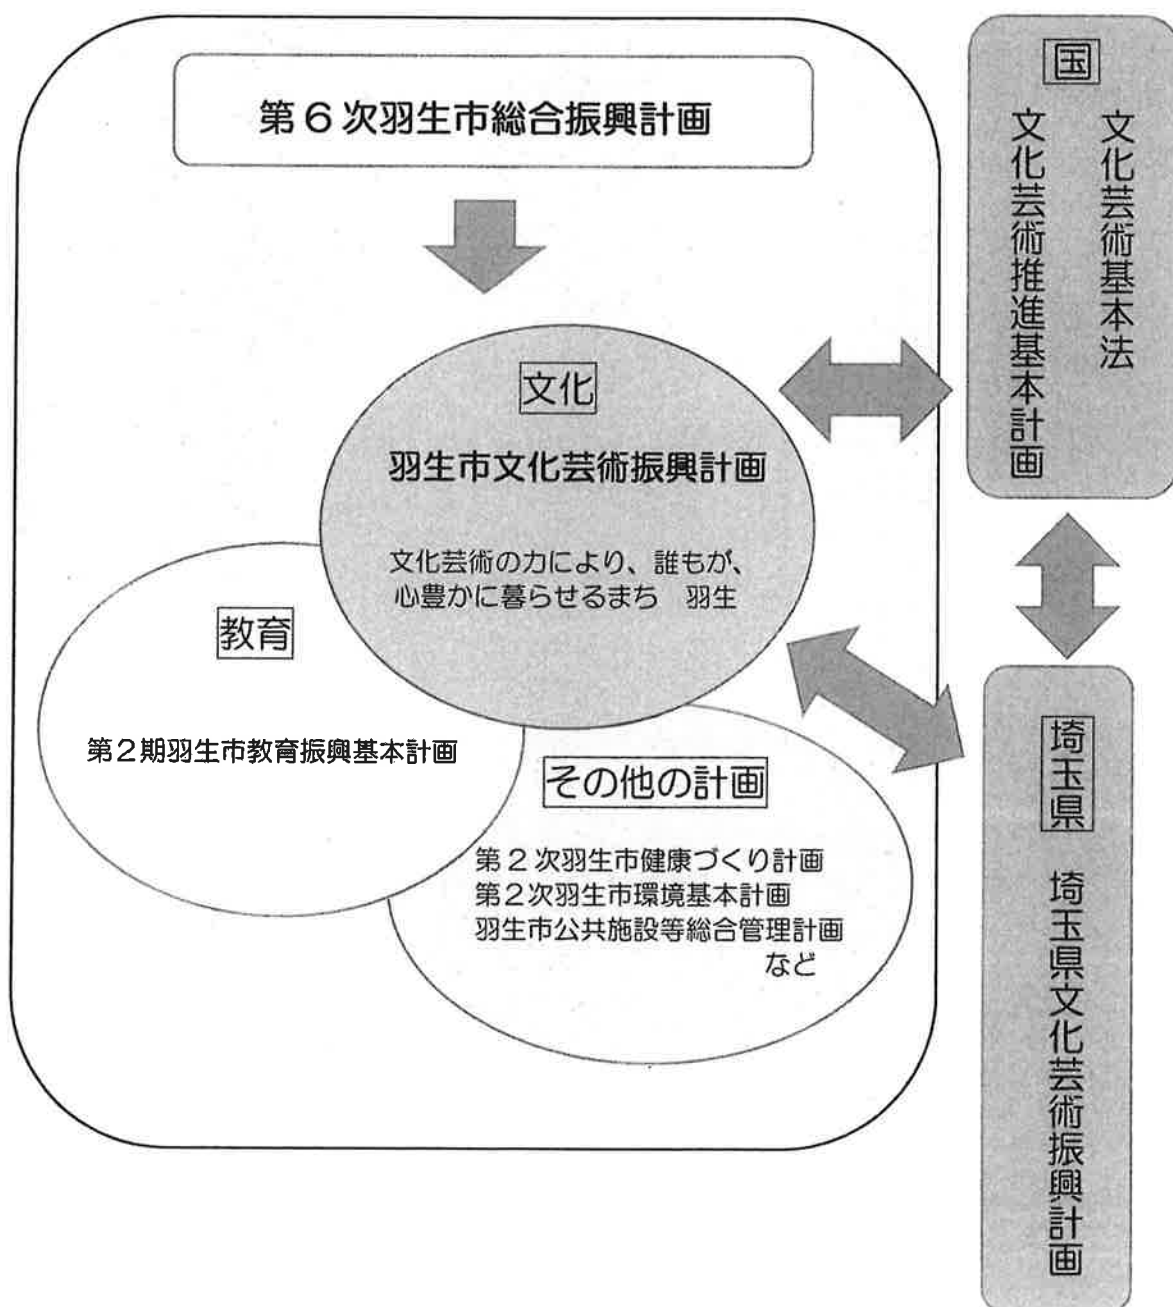 第6次羽生市総合振興計画
文化
羽生市文化芸術振興計画
文化芸術の力により、誰もが、
心豊かに暮らせるまち 羽生
教育
第2期羽生市教育振興基本計画
その他の計画
第2次羽生市健康づくり計画
第2次羽生市環境基本計画
羽生市公共施設等総合管理計画
など
国
文化芸術基本法
文化芸術推進基本計画
埼玉県 埼玉県文化芸術振興計画